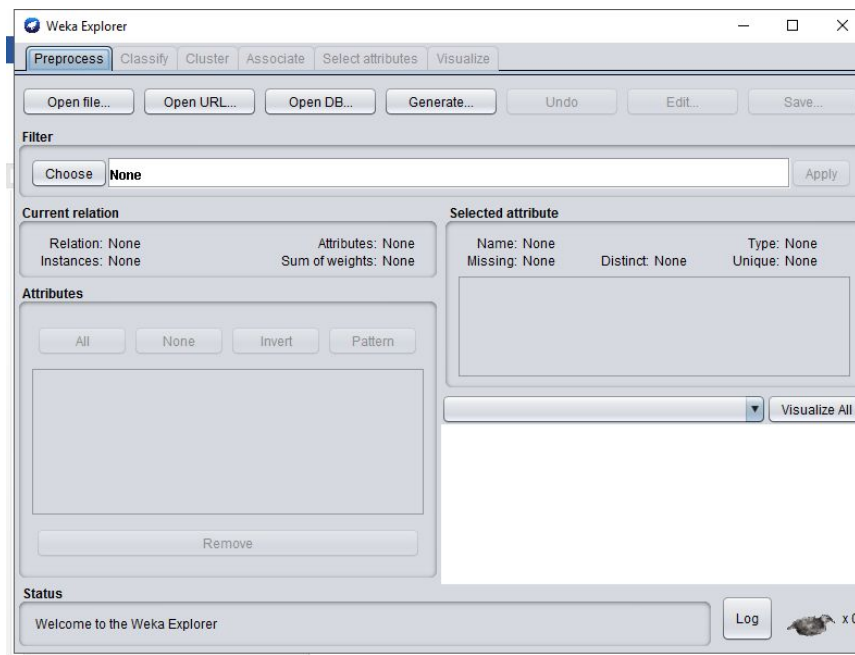 Weka Explorer
Preprocess Classify Cluster Associate Select attributes Visualize
Open file... Open URL... Open DB... Generate... Undo Edit... Save...
Filter
Choose None Apply
Current relation
Relation: None Attributes: None
Instances: None Sum of weights: None
Selected attribute
Name: None Type: None
Missing: None Distinct: None Unique: None
Attributes
All None Invert Pattern
Remove
Visualize All
Status
Welcome to the Weka Explorer
Log x 0